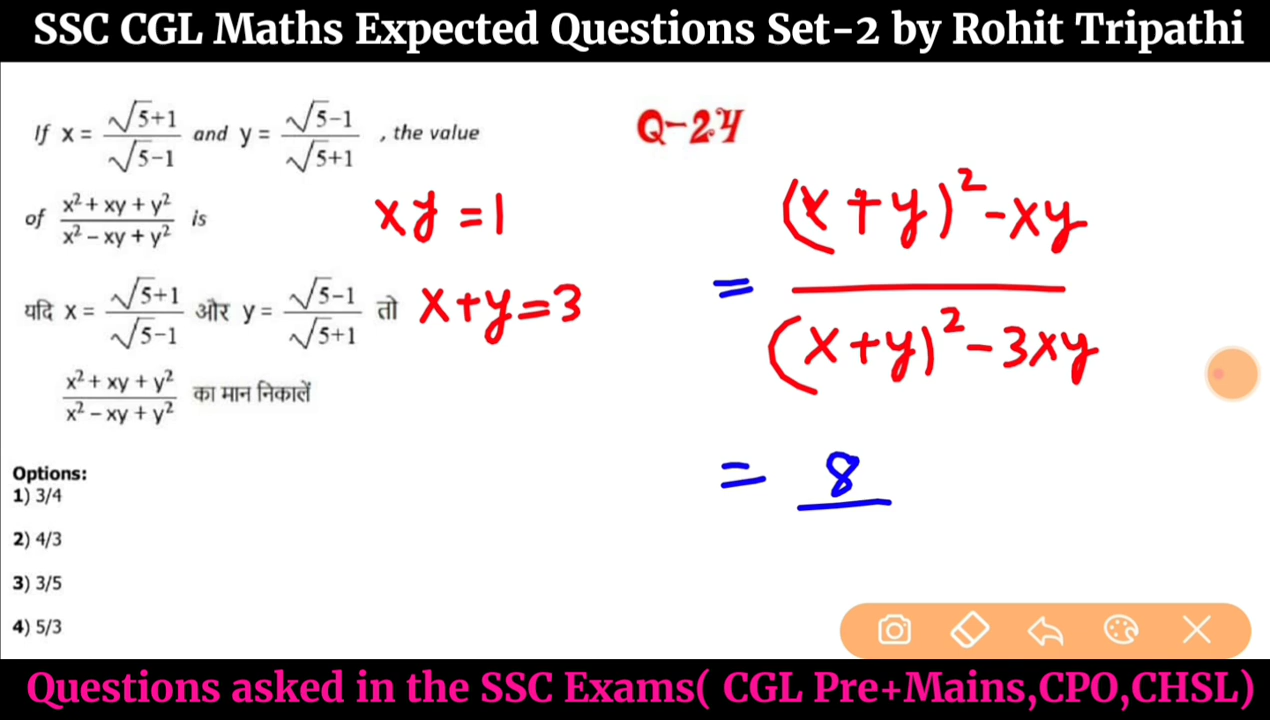 SSC CGL Maths Expected Questions Set-2 by Rohit Tripathi
If x = (√5+1)/(√5−1) and y = (√5−1)/(√5+1) , the value
of (x² + xy + y²)/(x² − xy + y²) is
यदि x = (√5+1)/(√5−1) और y = (√5−1)/(√5+1) तो
(x² + xy + y²)/(x² − xy + y²) का मान निकालें
Options:
1) 3/4
2) 4/3
3) 3/5
4) 5/3
xy = 1
x+y=3
Q-24
= ((x+y)² - xy)/((x+y)² - 3xy)
= 8
Questions asked in the SSC Exams( CGL Pre+Mains,CPO,CHSL)